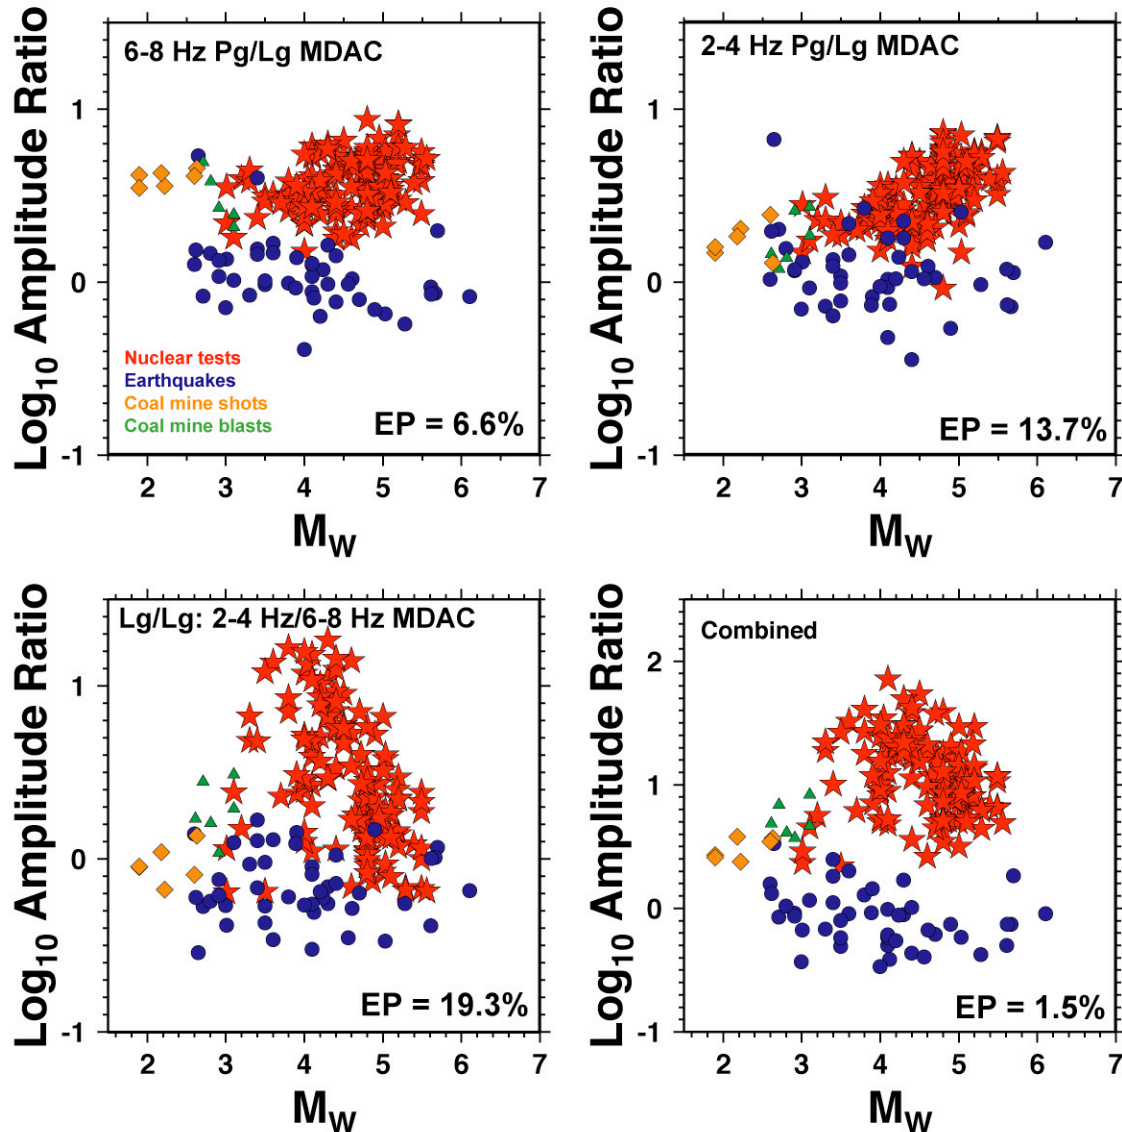 6-8 Hz Pg/Lg MDAC
Log10 Amplitude Ratio
1
0
-1
Nuclear tests
Earthquakes
Coal mine shots
Coal mine blasts
EP = 6.6%
2 3 4 5 6 7
MW
2-4 Hz Pg/Lg MDAC
Log10 Amplitude Ratio
1
0
-1
EP = 13.7%
2 3 4 5 6 7
MW
Lg/Lg: 2-4 Hz/6-8 Hz MDAC
Log10 Amplitude Ratio
1
0
-1
EP = 19.3%
2 3 4 5 6 7
MW
Combined
Log10 Amplitude Ratio
2
1
0
-1
EP = 1.5%
2 3 4 5 6 7
MW